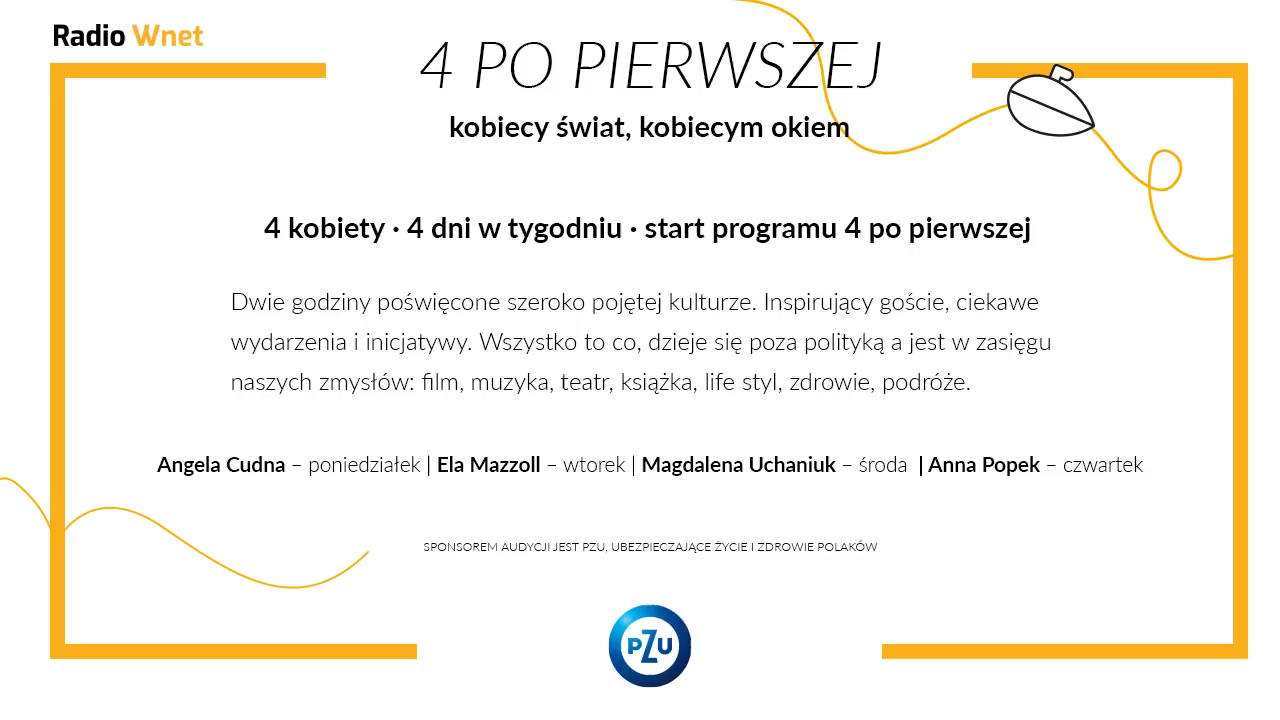 Radio Wnet
4 PO PIERWSZEJ
kobiecy świat, kobiecym okiem
4 kobiety · 4 dni w tygodniu · start programu 4 po pierwszej
Dwie godziny poświęcone szeroko pojętej kulturze. Inspirujący goście, ciekawe
wydarzenia i inicjatywy. Wszystko to co, dzieje się poza polityką a jest w zasięgu
naszych zmysłów: film, muzyka, teatr, książka, life styl, zdrowie, podróże.
Angela Cudna – poniedziałek | Ela Mazzoll – wtorek | Magdalena Uchaniuk – środa | Anna Popek – czwartek
SPONSOREM AUDYCJI JEST PZU, UBEZPIECZAJĄCE ŻYCIE I ZDROWIE POLAKÓW
PZU